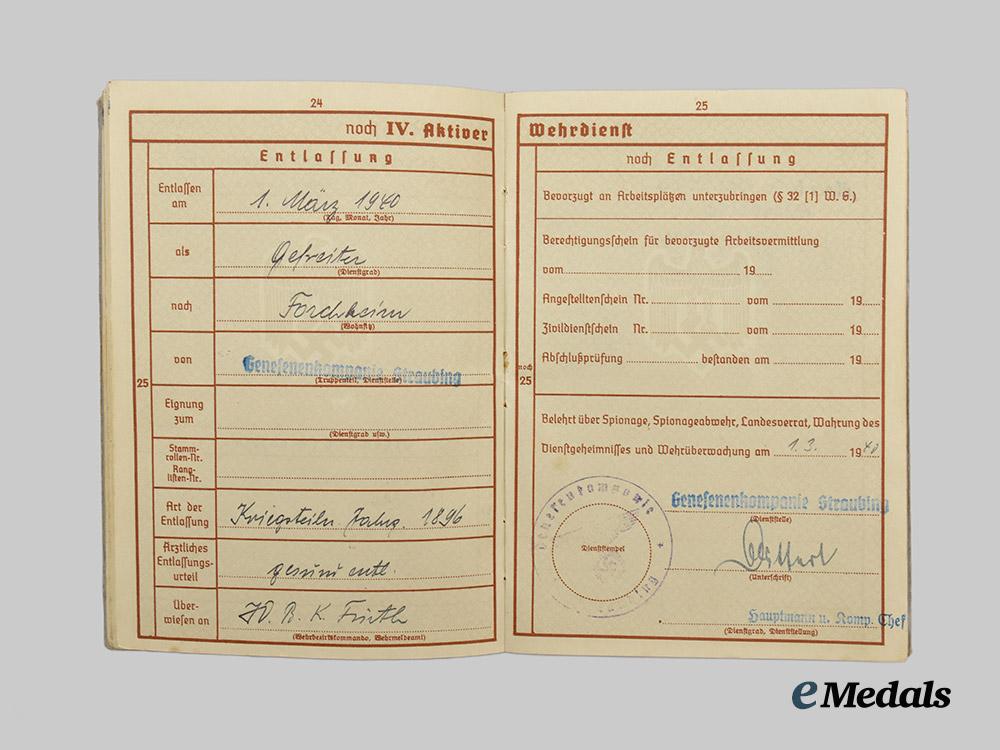 24
noch IV. Aktiver
Entlassung
Entlassen am
1. März 1940
(Tag, Monat, Jahr)
als
Gefreiter
(Dienstgrad)
nach
Forchheim
(Wohnsitz)
von
Genesenenkompanie Straubing
(Truppenteil, Dienststelle)
25
Eignung zum
(Dienstgrad usw.)
Stamm-
rollen-Nr.
Rang-
listen-Nr.
Art der
Entlassung
Kriegsteiln. Jahrg. 1896
Ärztliches
Entlassungs-
urteil
gesund entl.
Über-
wiesen an
W. B. K. Fürth
(Wehrbezirkskommando, Wehrmeldeamt)
25
Wehrdienst
noch Entlassung
Bevorzugt an Arbeitsplätzen unterzubringen (§ 32 [1] W. G.)
Berechtigungsschein für bevorzugte Arbeitsvermittlung
vom 19
Angestelltenschein Nr. vom 19
Zivildienstschein Nr. vom 19
Abschlußprüfung bestanden am 19
noch
25
Belehrt über Spionage, Spionageabwehr, Landesverrat, Wahrung des
Dienstgeheimnisses und Wehrüberwachung am 1.3. 1940
Genesenenkompanie Straubing
(Dienststelle)
Genesenenkompanie
Dienststempel
(Unterschrift)
Hauptmann u. Komp. Chef
(Dienstgrad, Dienststellung)
eMedals